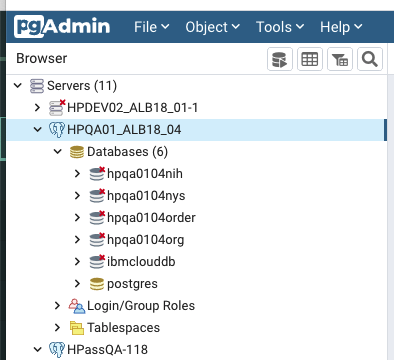 pgAdmin File Object Tools Help
Browser
Servers (11)
HPDEV02_ALB18_01-1
HPQA01_ALB18_04
Databases (6)
hpqa0104nih
hpqa0104nys
hpqa0104order
hpqa0104org
ibmclouddb
postgres
Login/Group Roles
Tablespaces
HPassQA-118